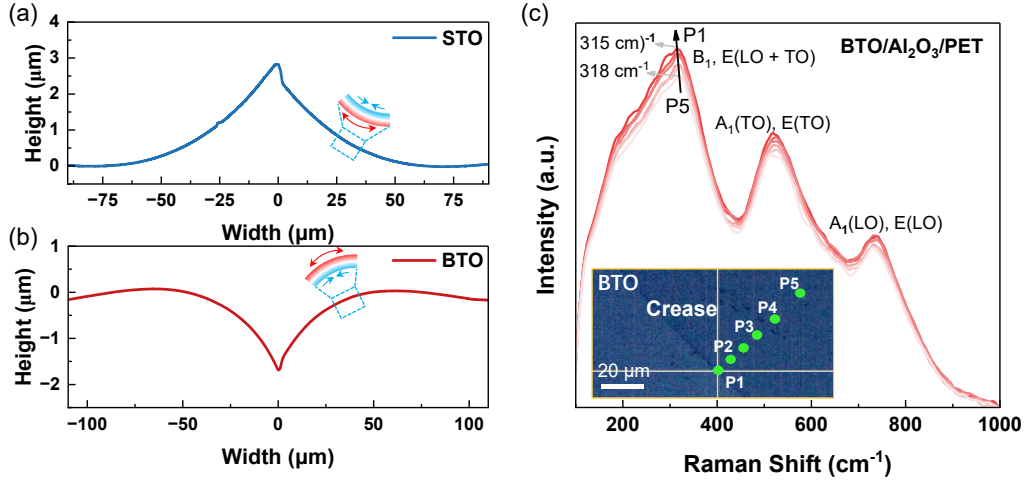 (a)
STO
Height (μm)
4
3
2
1
0
−75
−50
−25
0
25
50
75
Width (μm)
(b)
BTO
Height (μm)
1
0
−1
−2
−100
−50
0
50
100
Width (μm)
(c)
BTO/Al₂O₃/PET
315 cm)⁻¹
P1
B₁, E(LO + TO)
318 cm⁻¹
P5
A₁(TO), E(TO)
A₁(LO), E(LO)
Intensity (a.u.)
BTO
Crease
P5
P4
P3
P2
P1
20 μm
200
400
600
800
1000
Raman Shift (cm⁻¹)